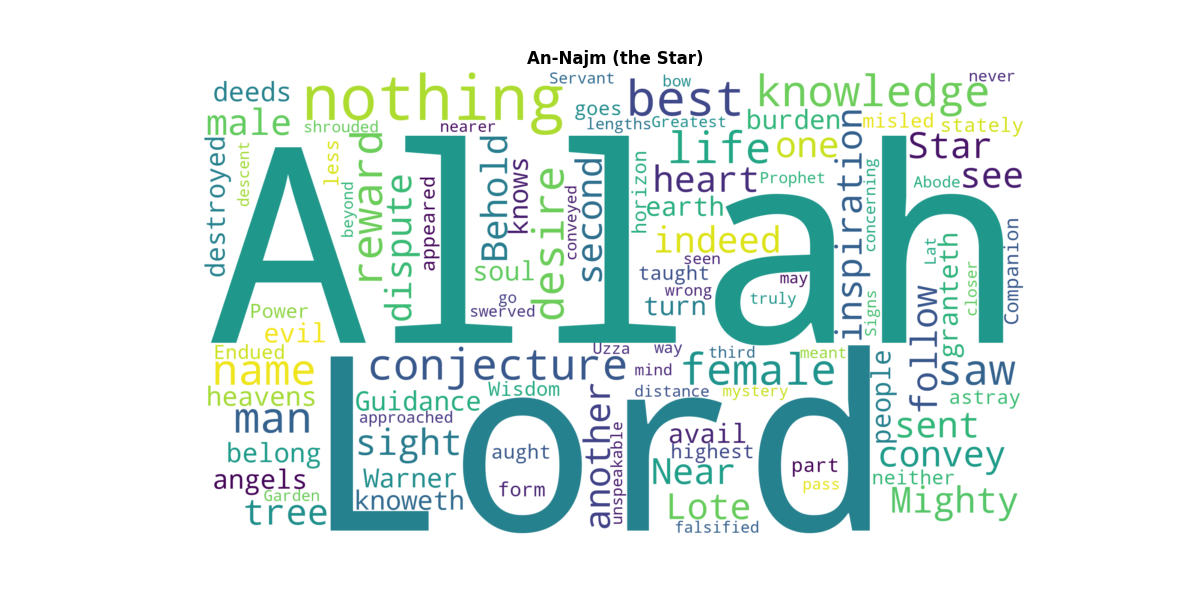 An-Najm (the Star)
Servant
bow
never
deeds
nothing
goes
best
knowledge
male
shrouded
nearer
lengths
Greatest
burden
misled
stately
destroyed
descent
less
beyond
reward
dispute
appeared
Behold
knows
desire
conveyed
second
horizon
life
one
heart
Prophet
earth
inspiration
concerning
Star
Abode
see
Allah
indeed
seen
taught
wrong
may
turn
truly
soul
go
swerved
Signs
follow
Lat
granteth
closer
Companion
Power
evil
Endued
name
heavens
conjecture
Uzza
way
third
meant
mind
female
distance
mystery
people
saw
astray
man
Guidance
Wisdom
approached
another
unspeakable
sent
belong
sight
aught
avail
highest
convey
angels
Warner
form
Near
part
pass
neither
Garden
knoweth
tree
Lord
Lote
falsified
Mighty